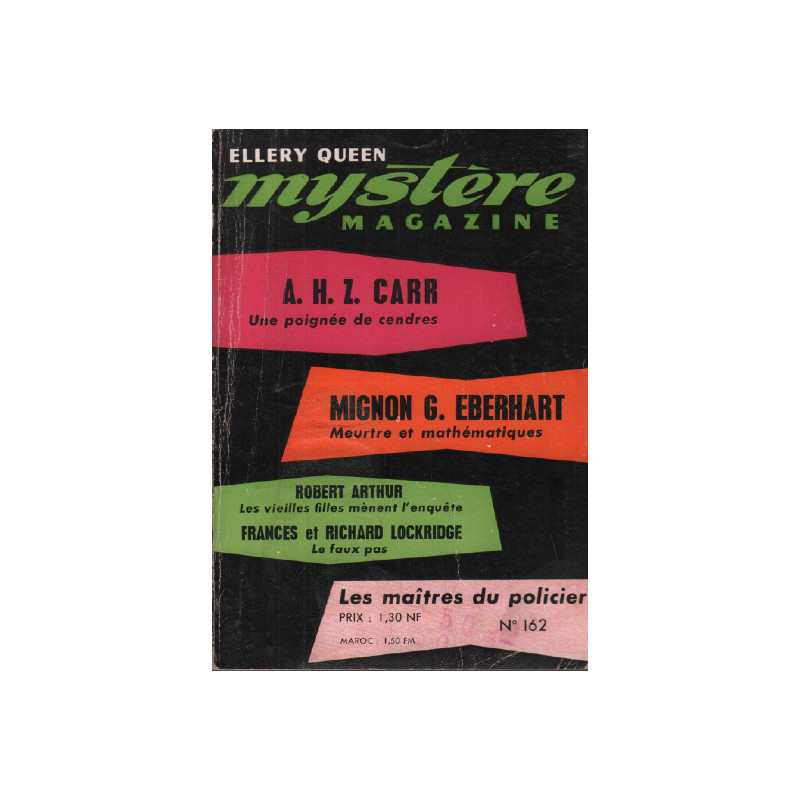 ELLERY QUEEN
mystère
MAGAZINE
A. H. Z. CARR
Une poignée de cendres
MIGNON G. EBERHART
Meurtre et mathématiques
ROBERT ARTHUR
Les vieilles filles mènent l'enquête
FRANCES et RICHARD LOCKRIDGE
Le faux pas
Les maîtres du policier
PRIX : 1,30 NF
N° 162
MAROC : 1,50 FM